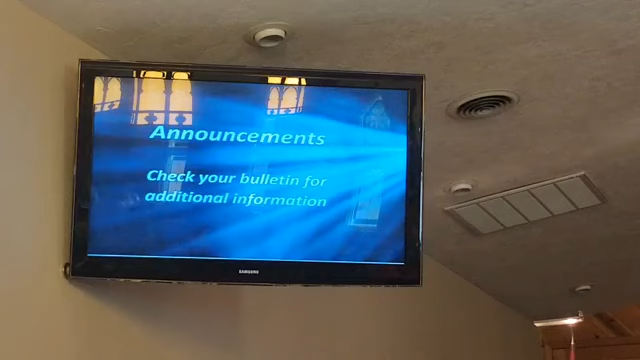 Announcements
Check your bulletin for
additional information
SAMSUNG